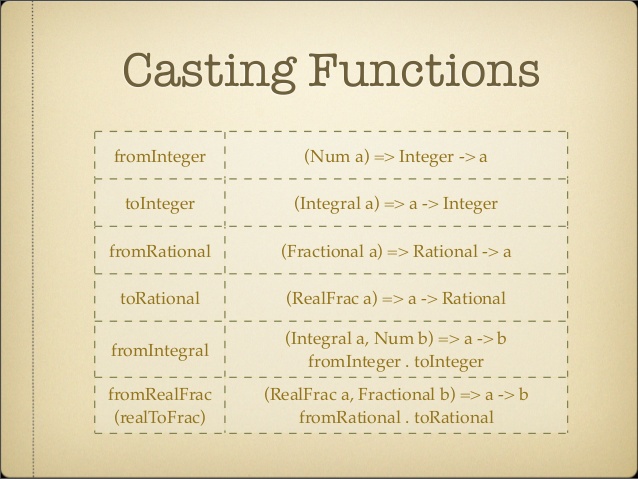 Casting Functions
fromInteger
(Num a) => Integer -> a
toInteger
(Integral a) => a -> Integer
fromRational
(Fractional a) => Rational -> a
toRational
(RealFrac a) => a -> Rational
fromIntegral
(Integral a, Num b) => a -> b
fromInteger . toInteger
fromRealFrac
(realToFrac)
(RealFrac a, Fractional b) => a -> b
fromRational . toRational